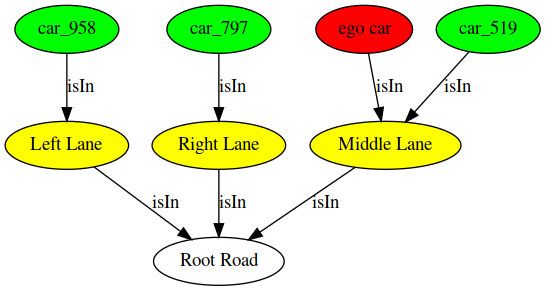 car_958
car_797
ego car
car_519
isIn
isIn
isIn
isIn
Left Lane
Right Lane
Middle Lane
isIn
isIn
isIn
Root Road